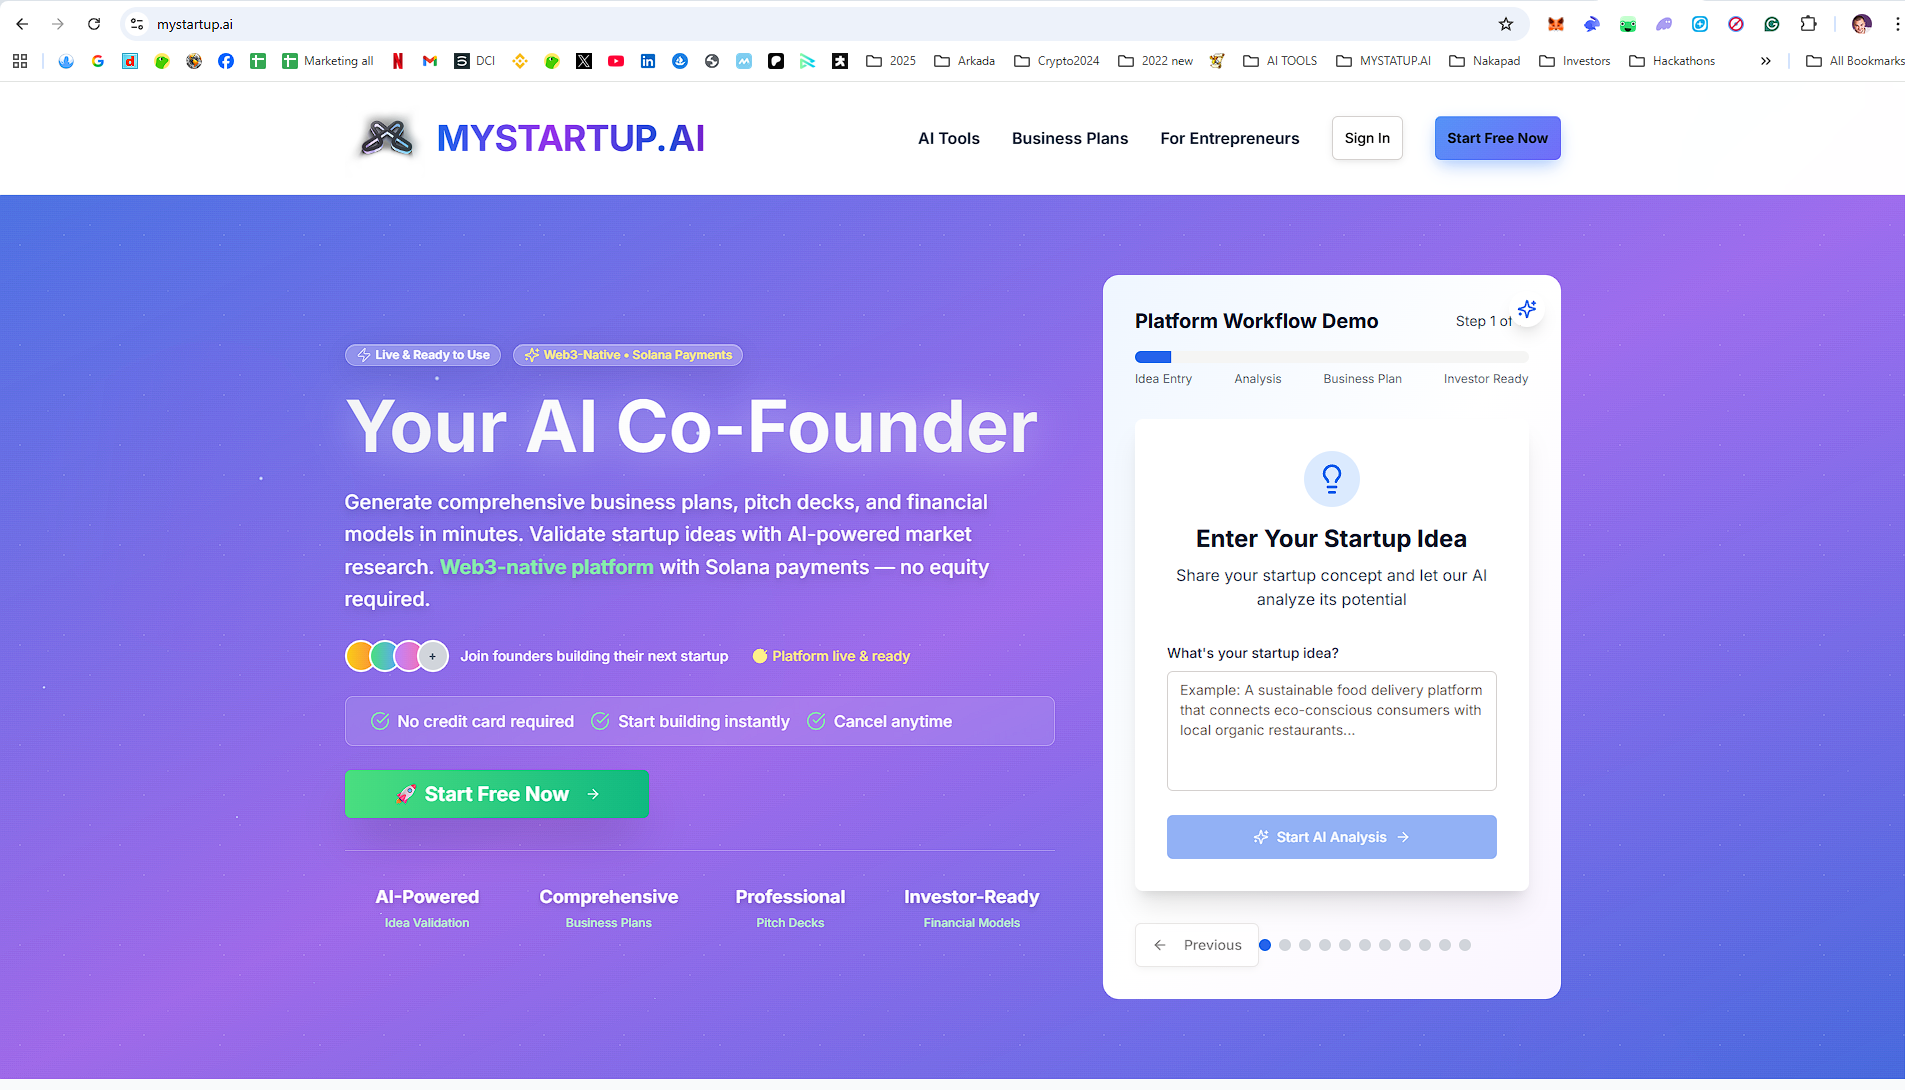 mystartup.ai
Marketing all
DCI
2025
Arkada
Crypto2024
2022 new
AI TOOLS
MYSTATUP.AI
Nakapad
Investors
Hackathons
All Bookmarks
MYSTARTUP.AI
AI Tools
Business Plans
For Entrepreneurs
Sign In
Start Free Now
Live & Ready to Use
Web3-Native • Solana Payments
Your AI Co-Founder
Generate comprehensive business plans, pitch decks, and financial
models in minutes. Validate startup ideas with AI-powered market
research. Web3-native platform with Solana payments — no equity
required.
+
Join founders building their next startup
Platform live & ready
No credit card required
Start building instantly
Cancel anytime
🚀 Start Free Now →
AI-Powered
Idea Validation
Comprehensive
Business Plans
Professional
Pitch Decks
Investor-Ready
Financial Models
Platform Workflow Demo
Step 1 of
Idea Entry
Analysis
Business Plan
Investor Ready
Enter Your Startup Idea
Share your startup concept and let our AI
analyze its potential
What's your startup idea?
Example: A sustainable food delivery platform
that connects eco-conscious consumers with
local organic restaurants...
Start AI Analysis →
← Previous